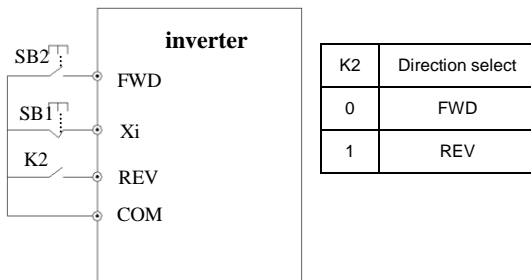 inverter
SB2
FWD
SB1
Xi
K2
REV
COM
K2 Direction select
0 FWD
1 REV